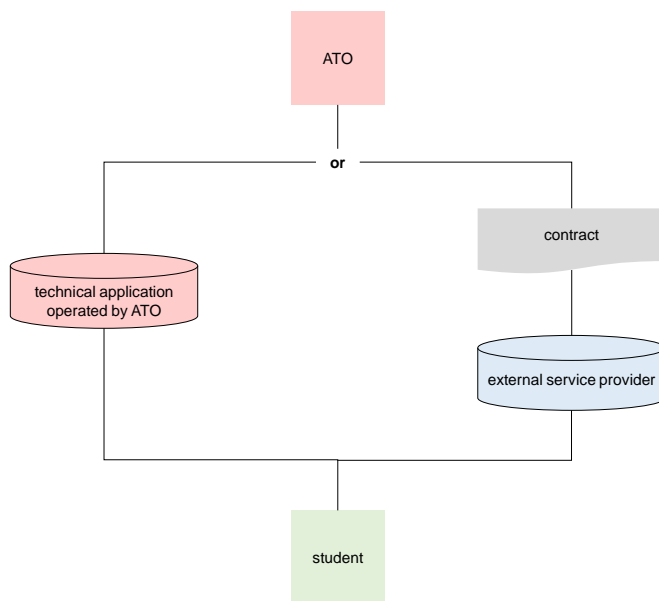 ATO
or
contract
technical application
operated by ATO
external service provider
student